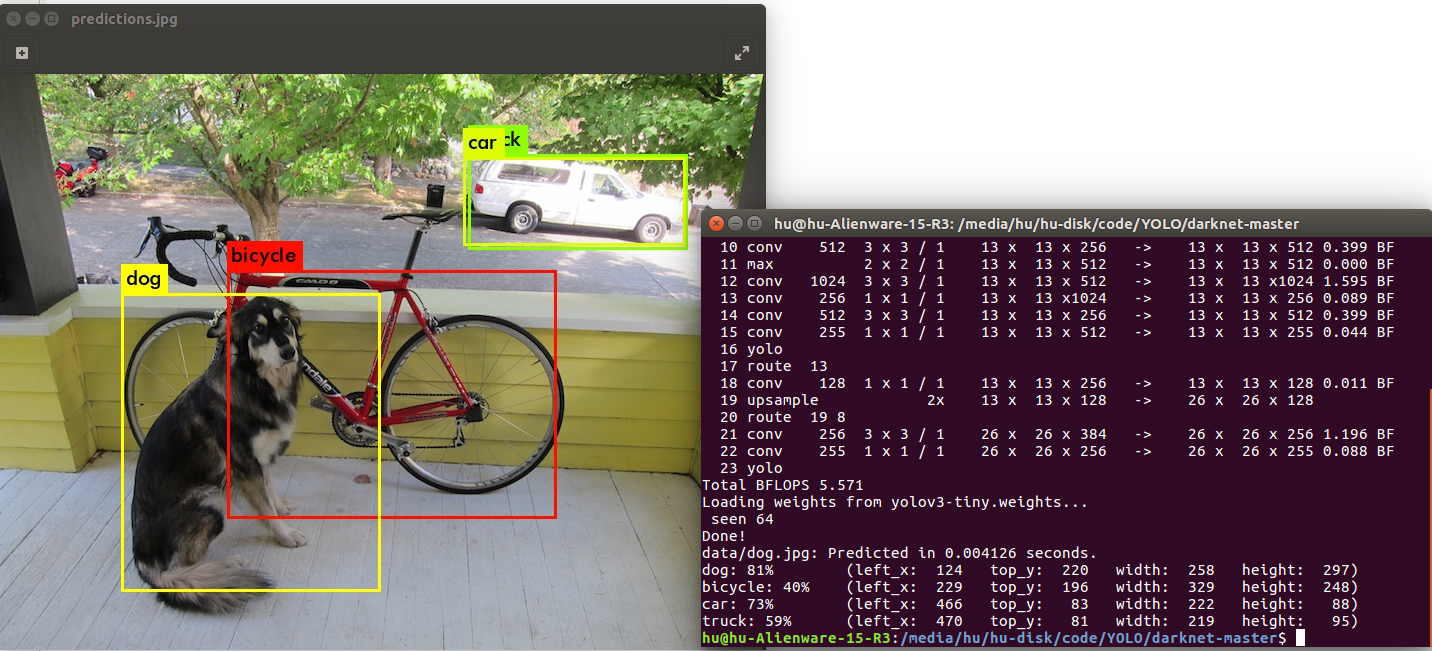 predictions.jpg
car ck
bicycle
dog
hu@hu-Alienware-15-R3: /media/hu/hu-disk/code/YOLO/darknet-master
10 conv 512 3 x 3 / 1 13 x 13 x 256 -> 13 x 13 x 512 0.399 BF
11 max 2 x 2 / 1 13 x 13 x 512 -> 13 x 13 x 512 0.000 BF
12 conv 1024 3 x 3 / 1 13 x 13 x 512 -> 13 x 13 x1024 1.595 BF
13 conv 256 1 x 1 / 1 13 x 13 x1024 -> 13 x 13 x 256 0.089 BF
14 conv 512 3 x 3 / 1 13 x 13 x 256 -> 13 x 13 x 512 0.399 BF
15 conv 255 1 x 1 / 1 13 x 13 x 512 -> 13 x 13 x 255 0.044 BF
16 yolo
17 route 13
18 conv 128 1 x 1 / 1 13 x 13 x 256 -> 13 x 13 x 128 0.011 BF
19 upsample 2x 13 x 13 x 128 -> 26 x 26 x 128
20 route 19 8
21 conv 256 3 x 3 / 1 26 x 26 x 384 -> 26 x 26 x 256 1.196 BF
22 conv 255 1 x 1 / 1 26 x 26 x 256 -> 26 x 26 x 255 0.088 BF
23 yolo
Total BFLOPS 5.571
Loading weights from yolov3-tiny.weights...
seen 64
Done!
data/dog.jpg: Predicted in 0.004126 seconds.
dog: 81% (left_x: 124 top_y: 220 width: 258 height: 297)
bicycle: 40% (left_x: 229 top_y: 196 width: 329 height: 248)
car: 73% (left_x: 466 top_y: 83 width: 222 height: 88)
truck: 59% (left_x: 470 top_y: 81 width: 219 height: 95)
hu@hu-Alienware-15-R3:/media/hu/hu-disk/code/YOLO/darknet-master$